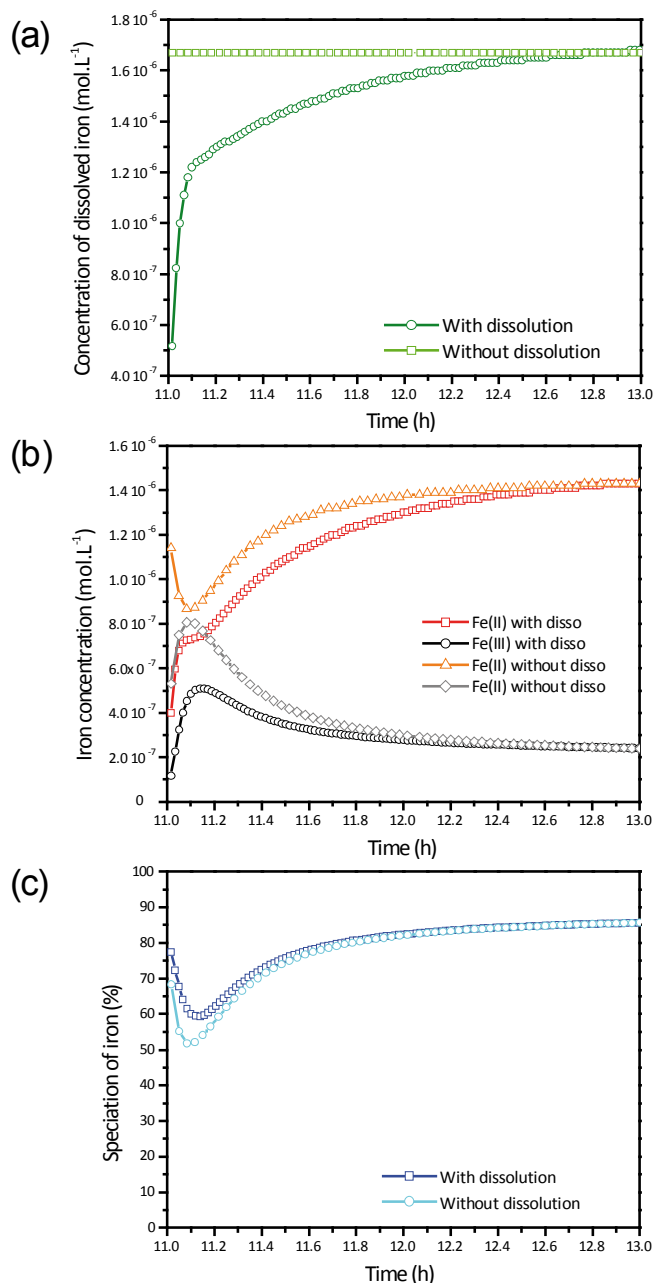 (a)
Concentration of dissolved iron (mol.L⁻¹)
1.8 10⁻⁶
1.6 10⁻⁶
1.4 10⁻⁶
1.2 10⁻⁶
1.0 10⁻⁶
8.0 10⁻⁷
6.0 10⁻⁷
4.0 10⁻⁷
With dissolution
Without dissolution
11.0 11.2 11.4 11.6 11.8 12.0 12.2 12.4 12.6 12.8 13.0
Time (h)
(b)
Iron concentration (mol.L⁻¹)
1.6 10⁻⁶
1.4 10⁻⁶
1.2 10⁻⁶
1.0 10⁻⁶
8.0 10⁻⁷
6.0x 0⁻⁷
4.0 10⁻⁷
2.0 10⁻⁷
0
Fe(II) with disso
Fe(III) with disso
Fe(II) without disso
Fe(II) without disso
11.0 11.2 11.4 11.6 11.8 12.0 12.2 12.4 12.6 12.8 13.0
Time (h)
(c)
Speciation of iron (%)
100
90
80
70
60
50
40
30
20
10
0
With dissolution
Without dissolution
11.0 11.2 11.4 11.6 11.8 12.0 12.2 12.4 12.6 12.8 13.0
Time (h)